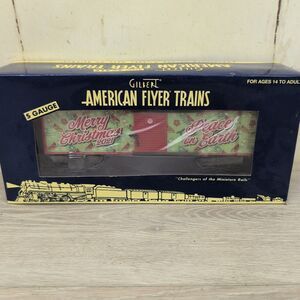 GILBERT
AMERICAN FLYER TRAINS
FOR AGES 14 TO ADULT
S GAUGE
Merry
Christmas
Peace
on
Earth
"Challengers of the Miniature Rails"